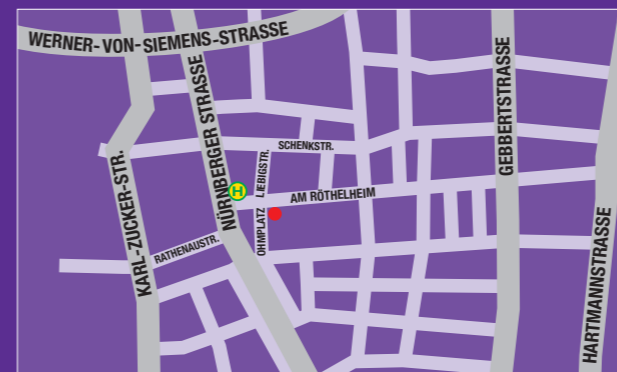 WERNER-VON-SIEMENS-STRASSE
NÜRNBERGER STRASSE
GEBBERTSTRASSE
SCHENKSTR.
KARL-ZUCKER-STR.
LIEBIGSTR.
H
AM RÖTHELHEIM
OHMPLATZ
RATHENAUSTR.
HARTMANNSTRASSE